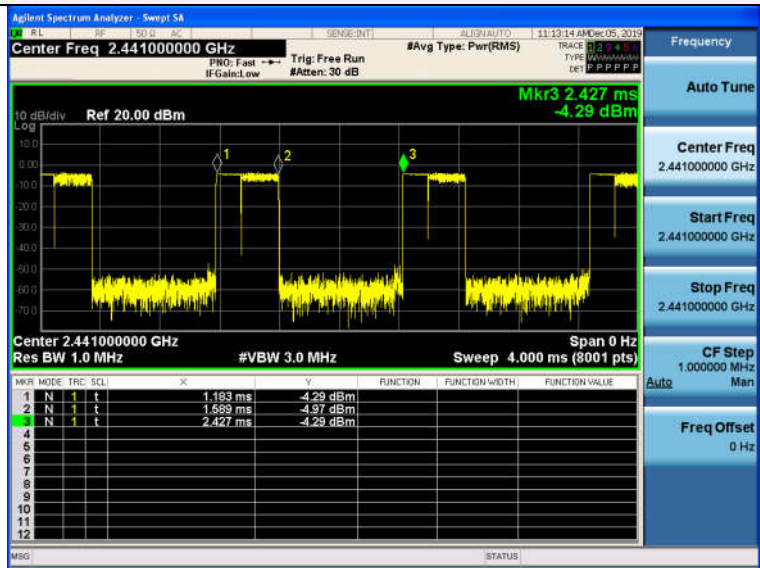 Agilent Spectrum Analyzer - Swept SA
RL RF 50 Ω AC SENSE:INT ALIGN AUTO 11:13:14 AM Dec 05, 2019
Center Freq 2.441000000 GHz #Avg Type: Pwr(RMS) TRACE 1 2 3 4 5 6
PNO: Fast Trig: Free Run TYPE WWWWWW
IFGain:Low #Atten: 30 dB DET P P P P P P
Mkr3 2.427 ms
10 dB/div Ref 20.00 dBm -4.29 dBm
Log
10.0
0.00
-10.0
-20.0
-30.0
-40.0
-50.0
-60.0
-70.0
1 2 3
Center 2.441000000 GHz Span 0 Hz
Res BW 1.0 MHz #VBW 3.0 MHz Sweep 4.000 ms (8001 pts)
MKR MODE TRC SCL X Y FUNCTION FUNCTION WIDTH FUNCTION VALUE
1 N 1 t 1.183 ms -4.29 dBm
2 N 1 t 1.589 ms -4.97 dBm
3 N 1 t 2.427 ms -4.29 dBm
4
5
6
7
8
9
10
11
12
MSG STATUS
Frequency
Auto Tune
Center Freq
2.441000000 GHz
Start Freq
2.441000000 GHz
Stop Freq
2.441000000 GHz
CF Step
1.000000 MHz
Auto Man
Freq Offset
0 Hz